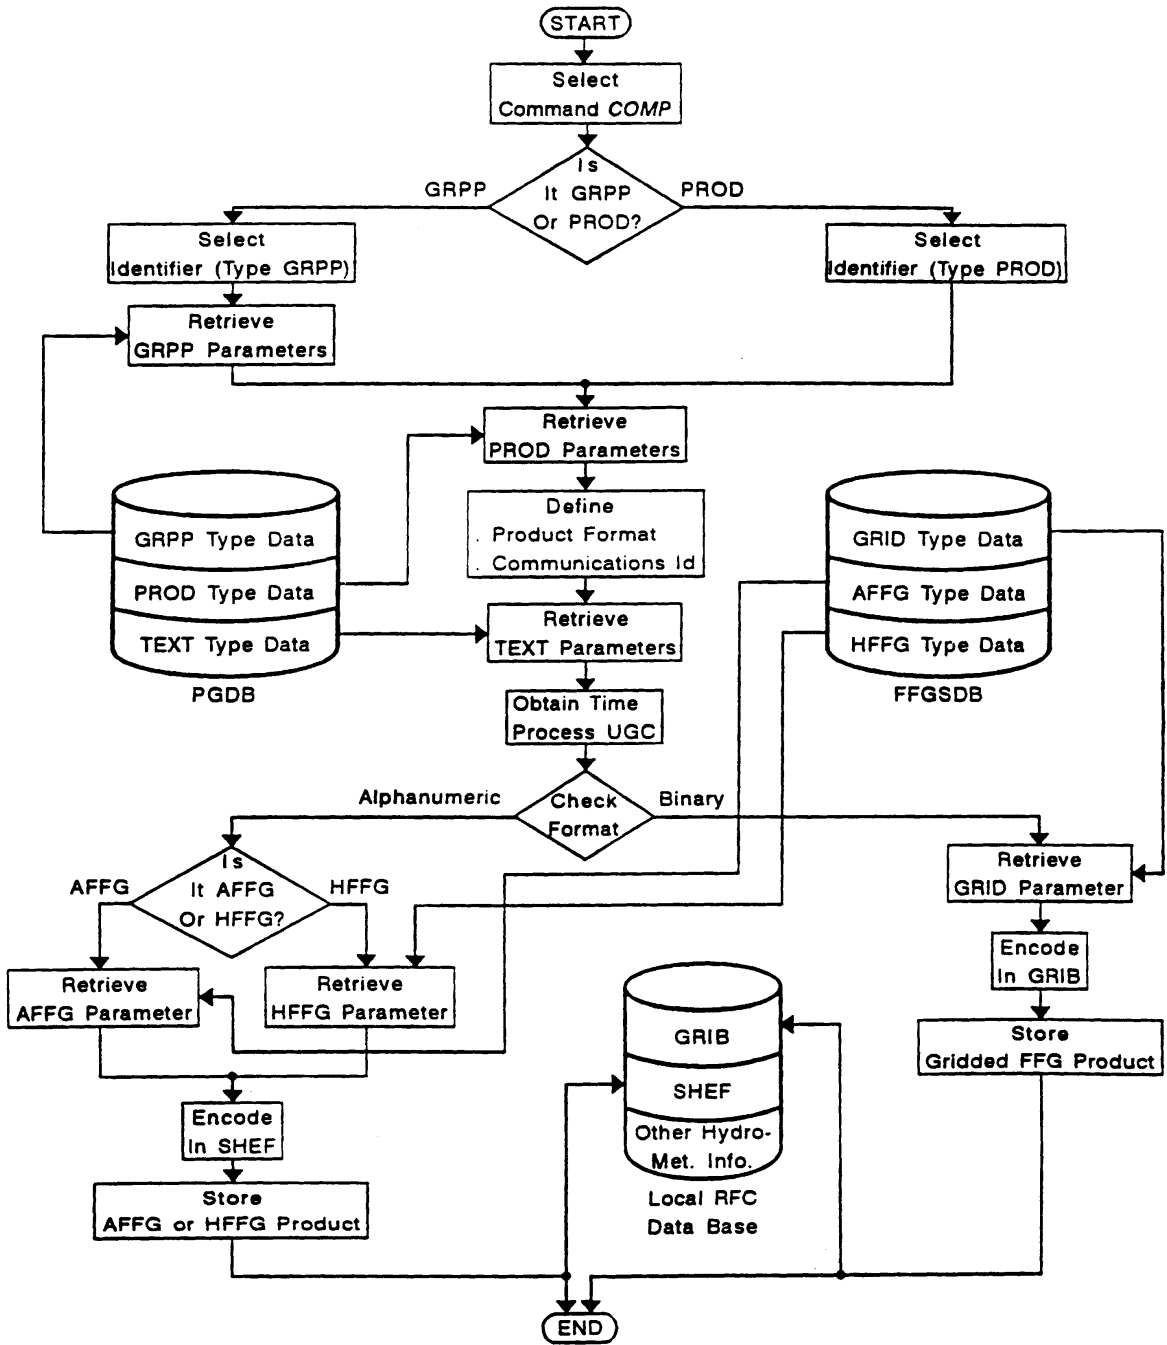 START
Select
Command COMP
Is
It GRPP
Or PROD?
GRPP
PROD
Select
Identifier (Type GRPP)
Select
Identifier (Type PROD)
Retrieve
GRPP Parameters
Retrieve
PROD Parameters
Define
. Product Format
. Communications Id
GRPP Type Data
PROD Type Data
TEXT Type Data
PGDB
GRID Type Data
AFFG Type Data
HFFG Type Data
FFGSDB
Retrieve
TEXT Parameters
Obtain Time
Process UGC
Alphanumeric
Check
Format
Binary
Is
It AFFG
Or HFFG?
AFFG
HFFG
Retrieve
GRID Parameter
Retrieve
AFFG Parameter
Retrieve
HFFG Parameter
Encode
In GRIB
Store
Gridded FFG Product
GRIB
SHEF
Other Hydro-
Met. Info.
Local RFC
Data Base
Encode
In SHEF
Store
AFFG or HFFG Product
END